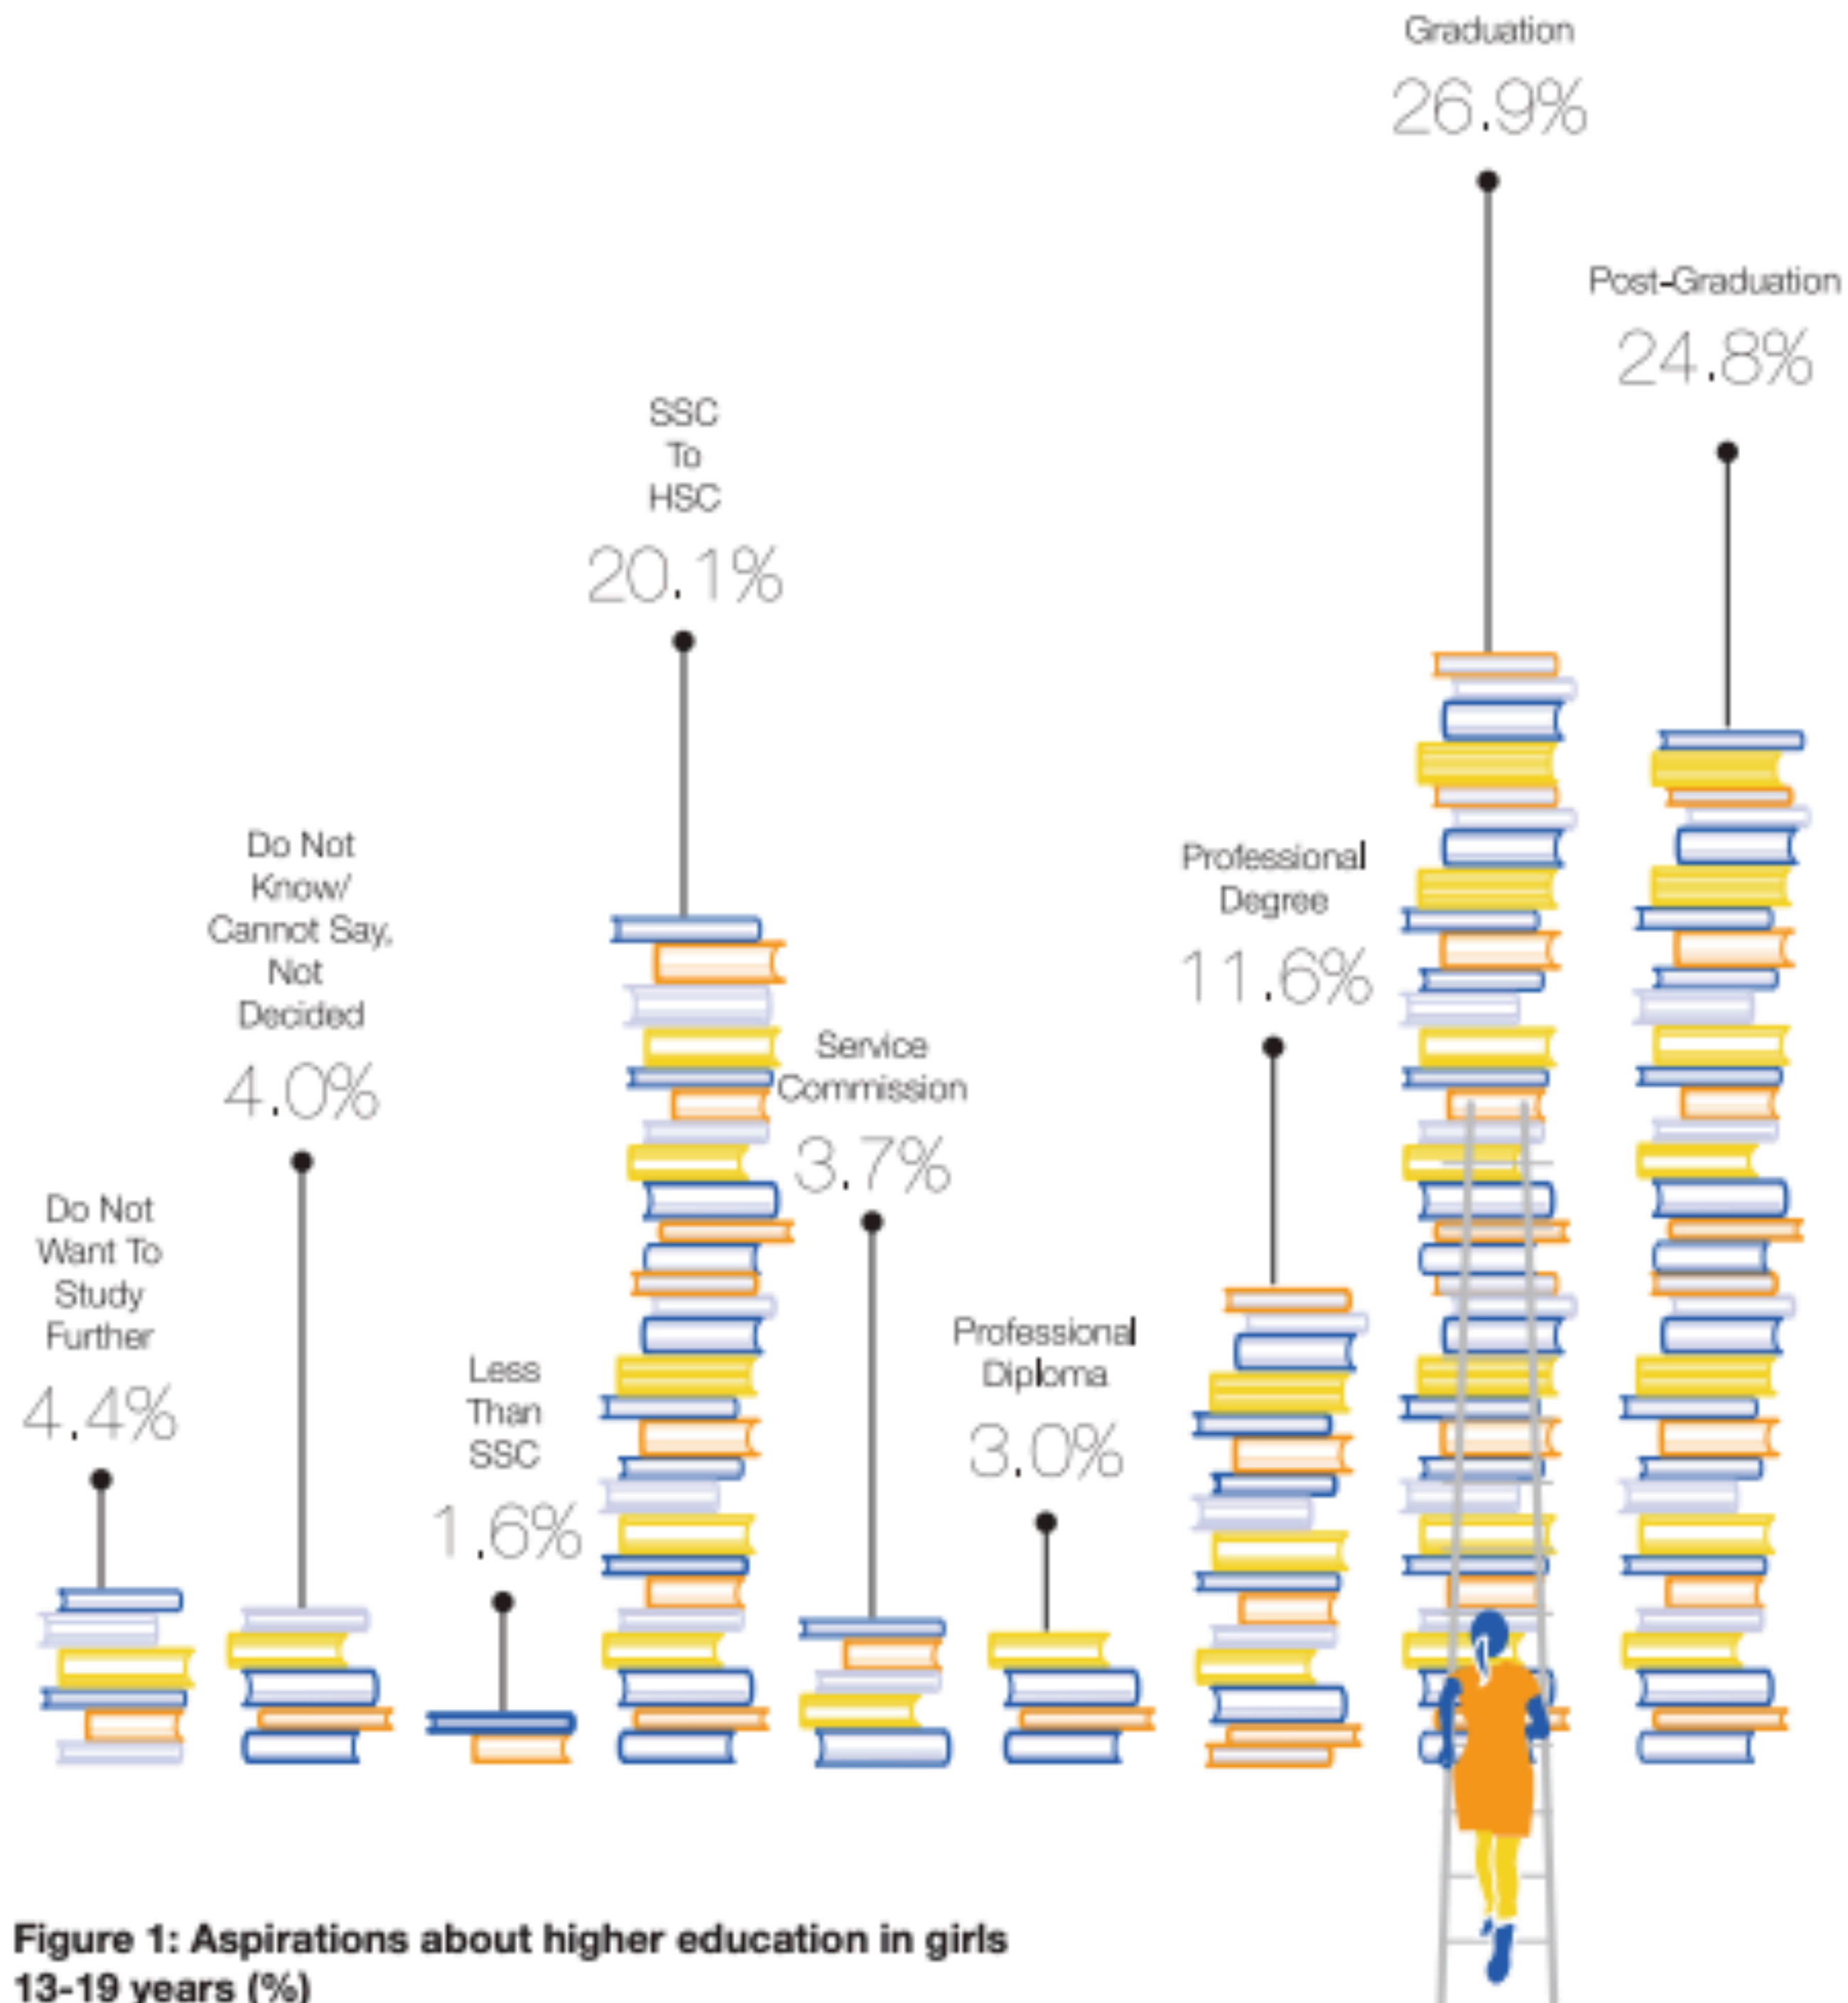 Do Not
Want To
Study
Further
4.4%
Do Not
Know/
Cannot Say,
Not
Decided
4.0%
Less
Than
SSC
1.6%
SSC
To
HSC
20.1%
Service
Commission
3.7%
Professional
Diploma
3.0%
Professional
Degree
11.6%
Graduation
26.9%
Post-Graduation
24.8%
Figure 1: Aspirations about higher education in girls
13-19 years (%)